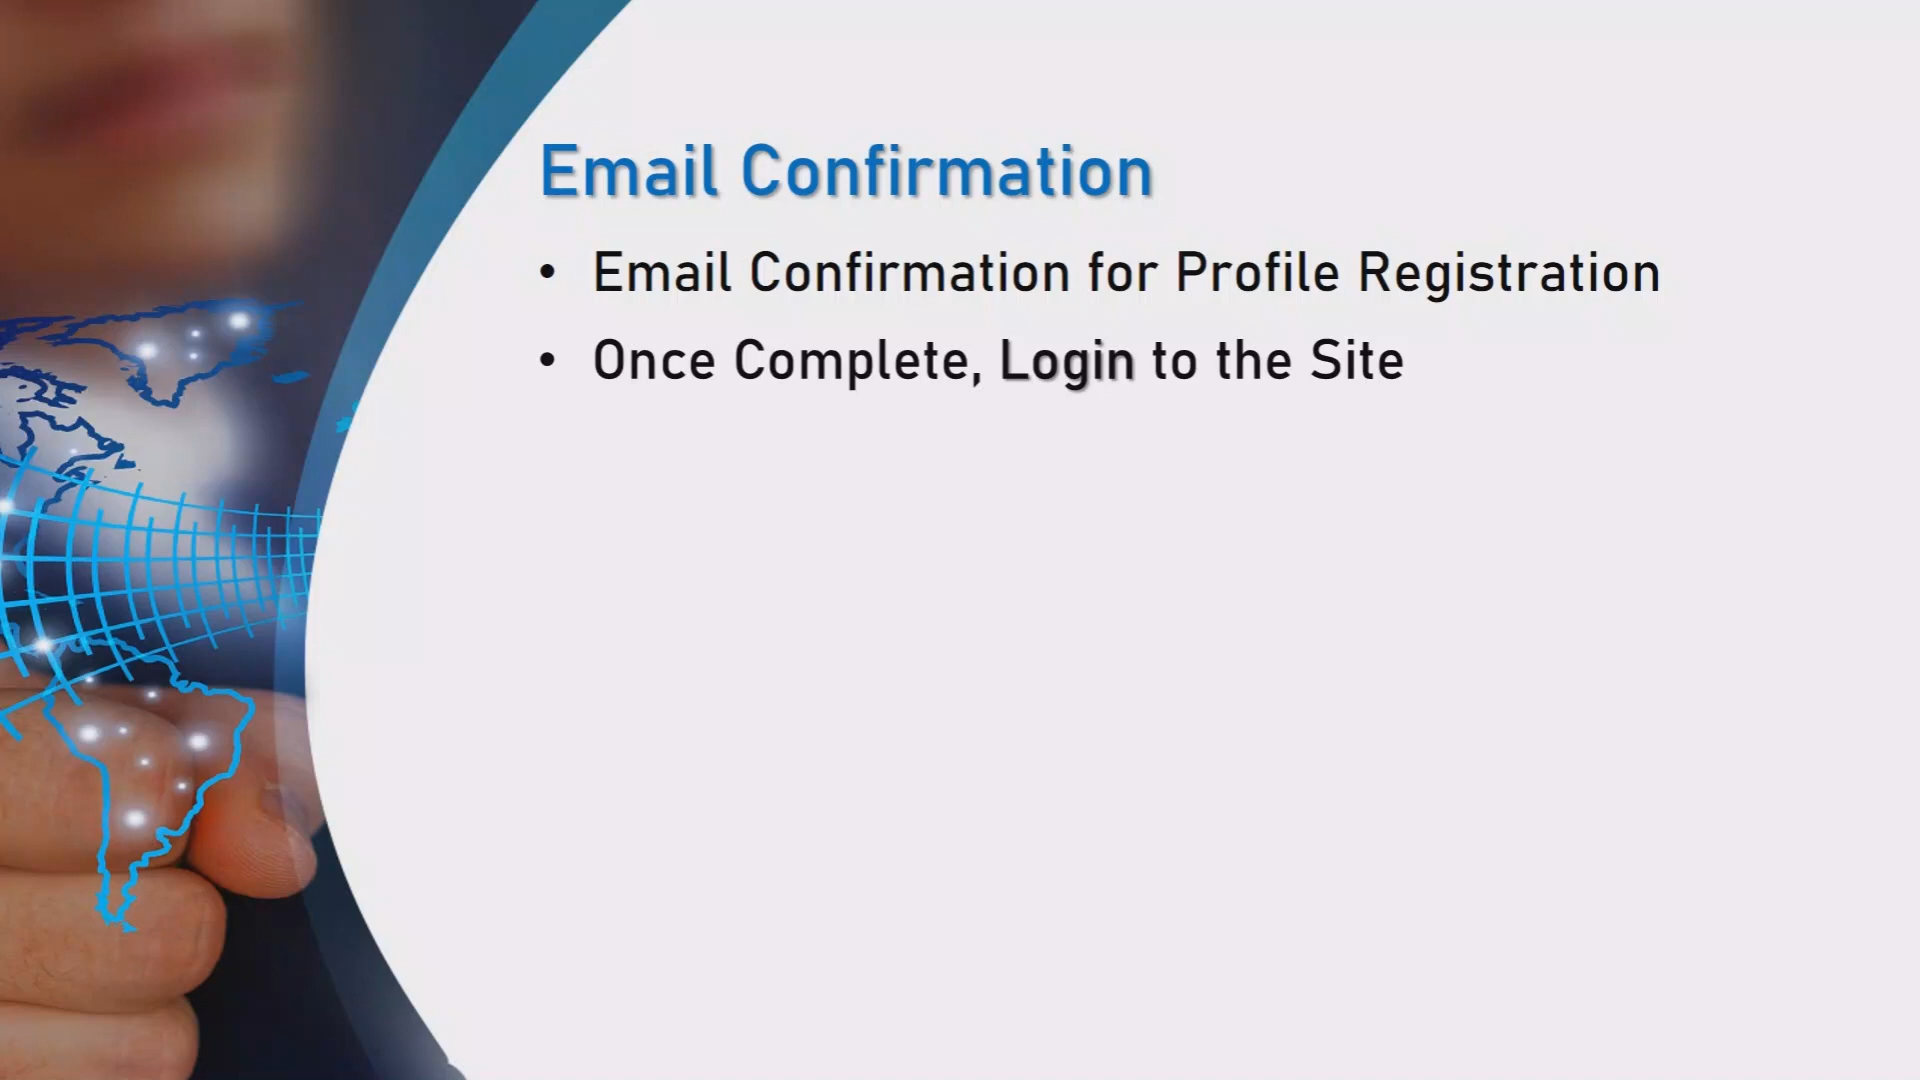 Email Confirmation
• Email Confirmation for Profile Registration
• Once Complete, Login to the Site